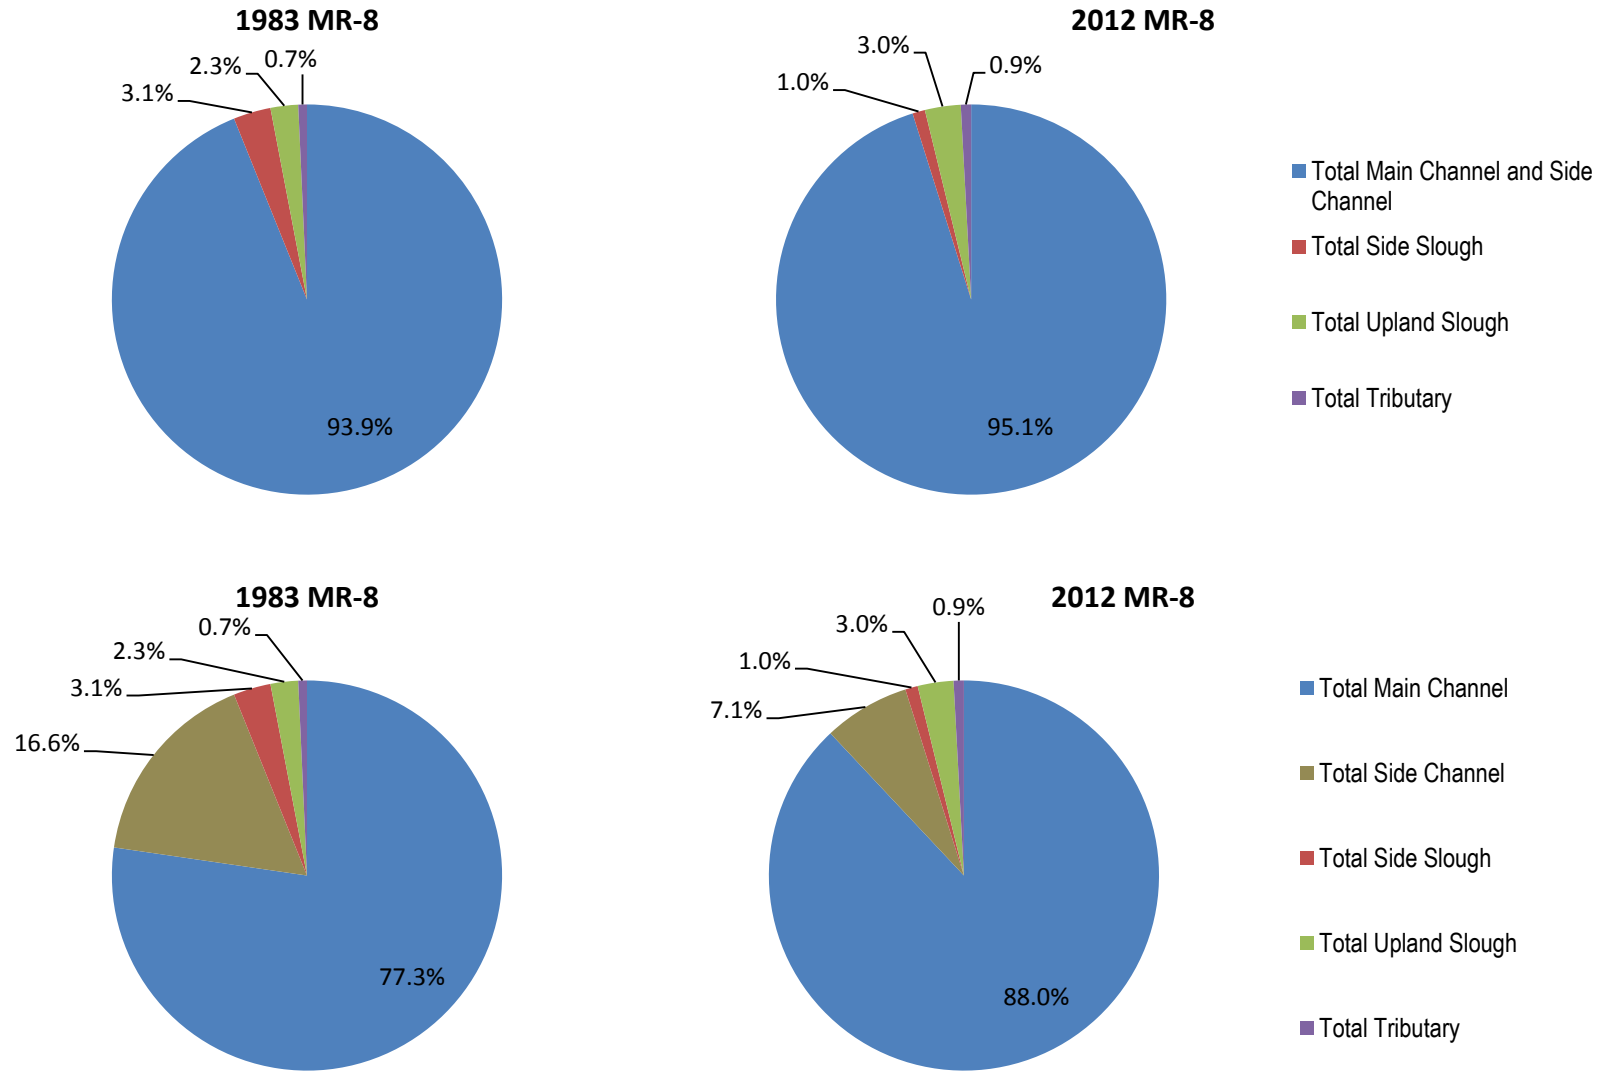 1983 MR-8
2012 MR-8
0.7%
2.3%
3.1%
93.9%
3.0%
0.9%
1.0%
95.1%
Total Main Channel and Side
Channel
Total Side Slough
Total Upland Slough
Total Tributary
1983 MR-8
2012 MR-8
0.7%
2.3%
3.1%
16.6%
77.3%
0.9%
3.0%
1.0%
7.1%
88.0%
Total Main Channel
Total Side Channel
Total Side Slough
Total Upland Slough
Total Tributary